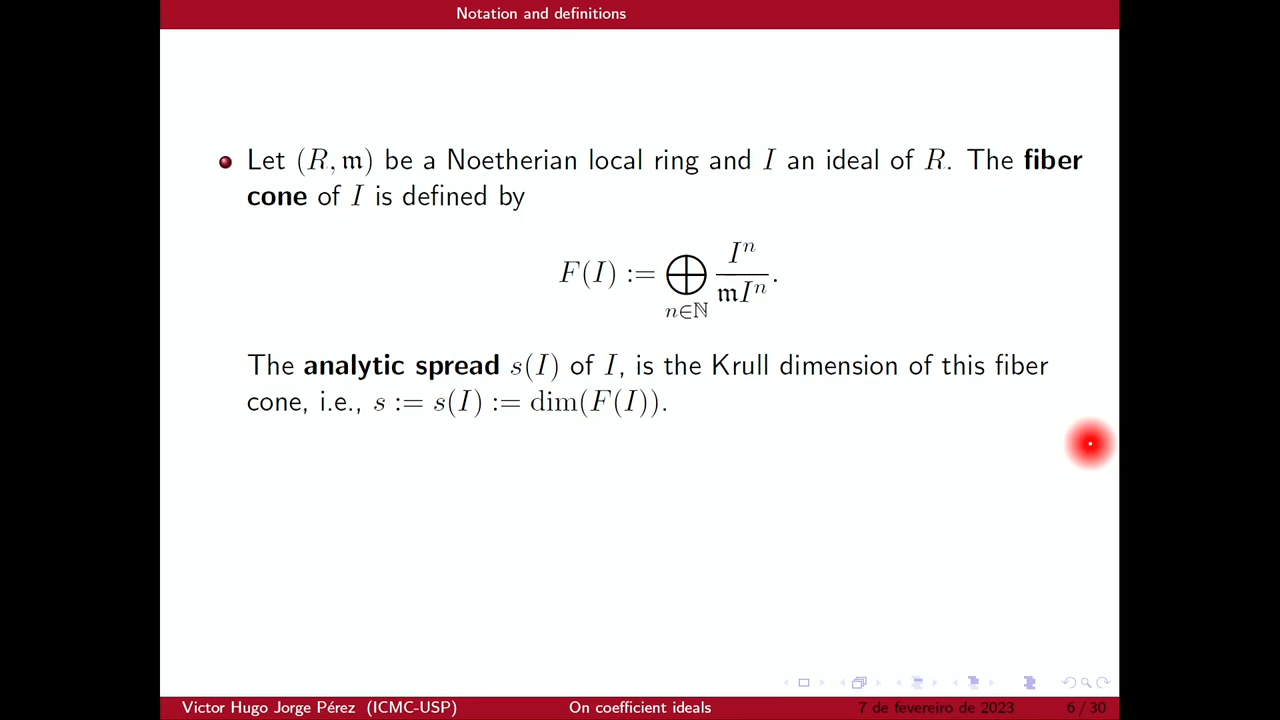 Notation and definitions
Let (R, 𝔪) be a Noetherian local ring and I an ideal of R. The fiber
cone of I is defined by
F(I) := ⨁_{n∈ℕ} I^n / 𝔪I^n.
The analytic spread s(I) of I, is the Krull dimension of this fiber
cone, i.e., s := s(I) := dim(F(I)).
Victor Hugo Jorge Pérez (ICMC-USP) On coefficient ideals 7 de fevereiro de 2023 6 / 30